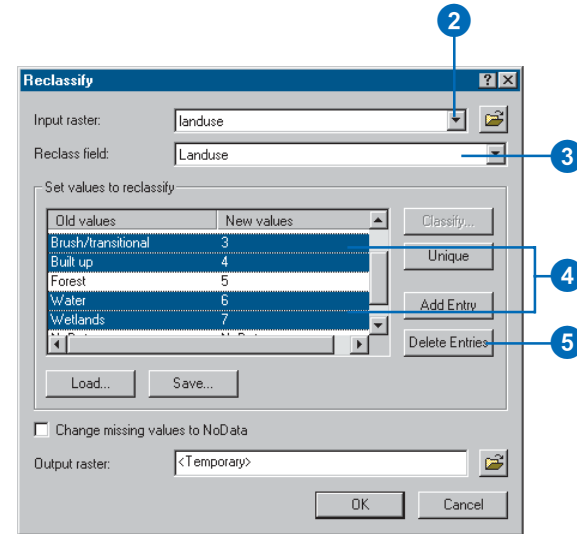 2
Reclassify
Input raster: landuse
Reclass field: Landuse
3
Set values to reclassify
Old values New values Classify...
Brush/transitional 3
Built up 4 Unique
4
Forest 5
Water 6 Add Entry
Wetlands 7
Delete Entries
5
Load... Save...
Change missing values to NoData
Output raster: <Temporary>
OK Cancel